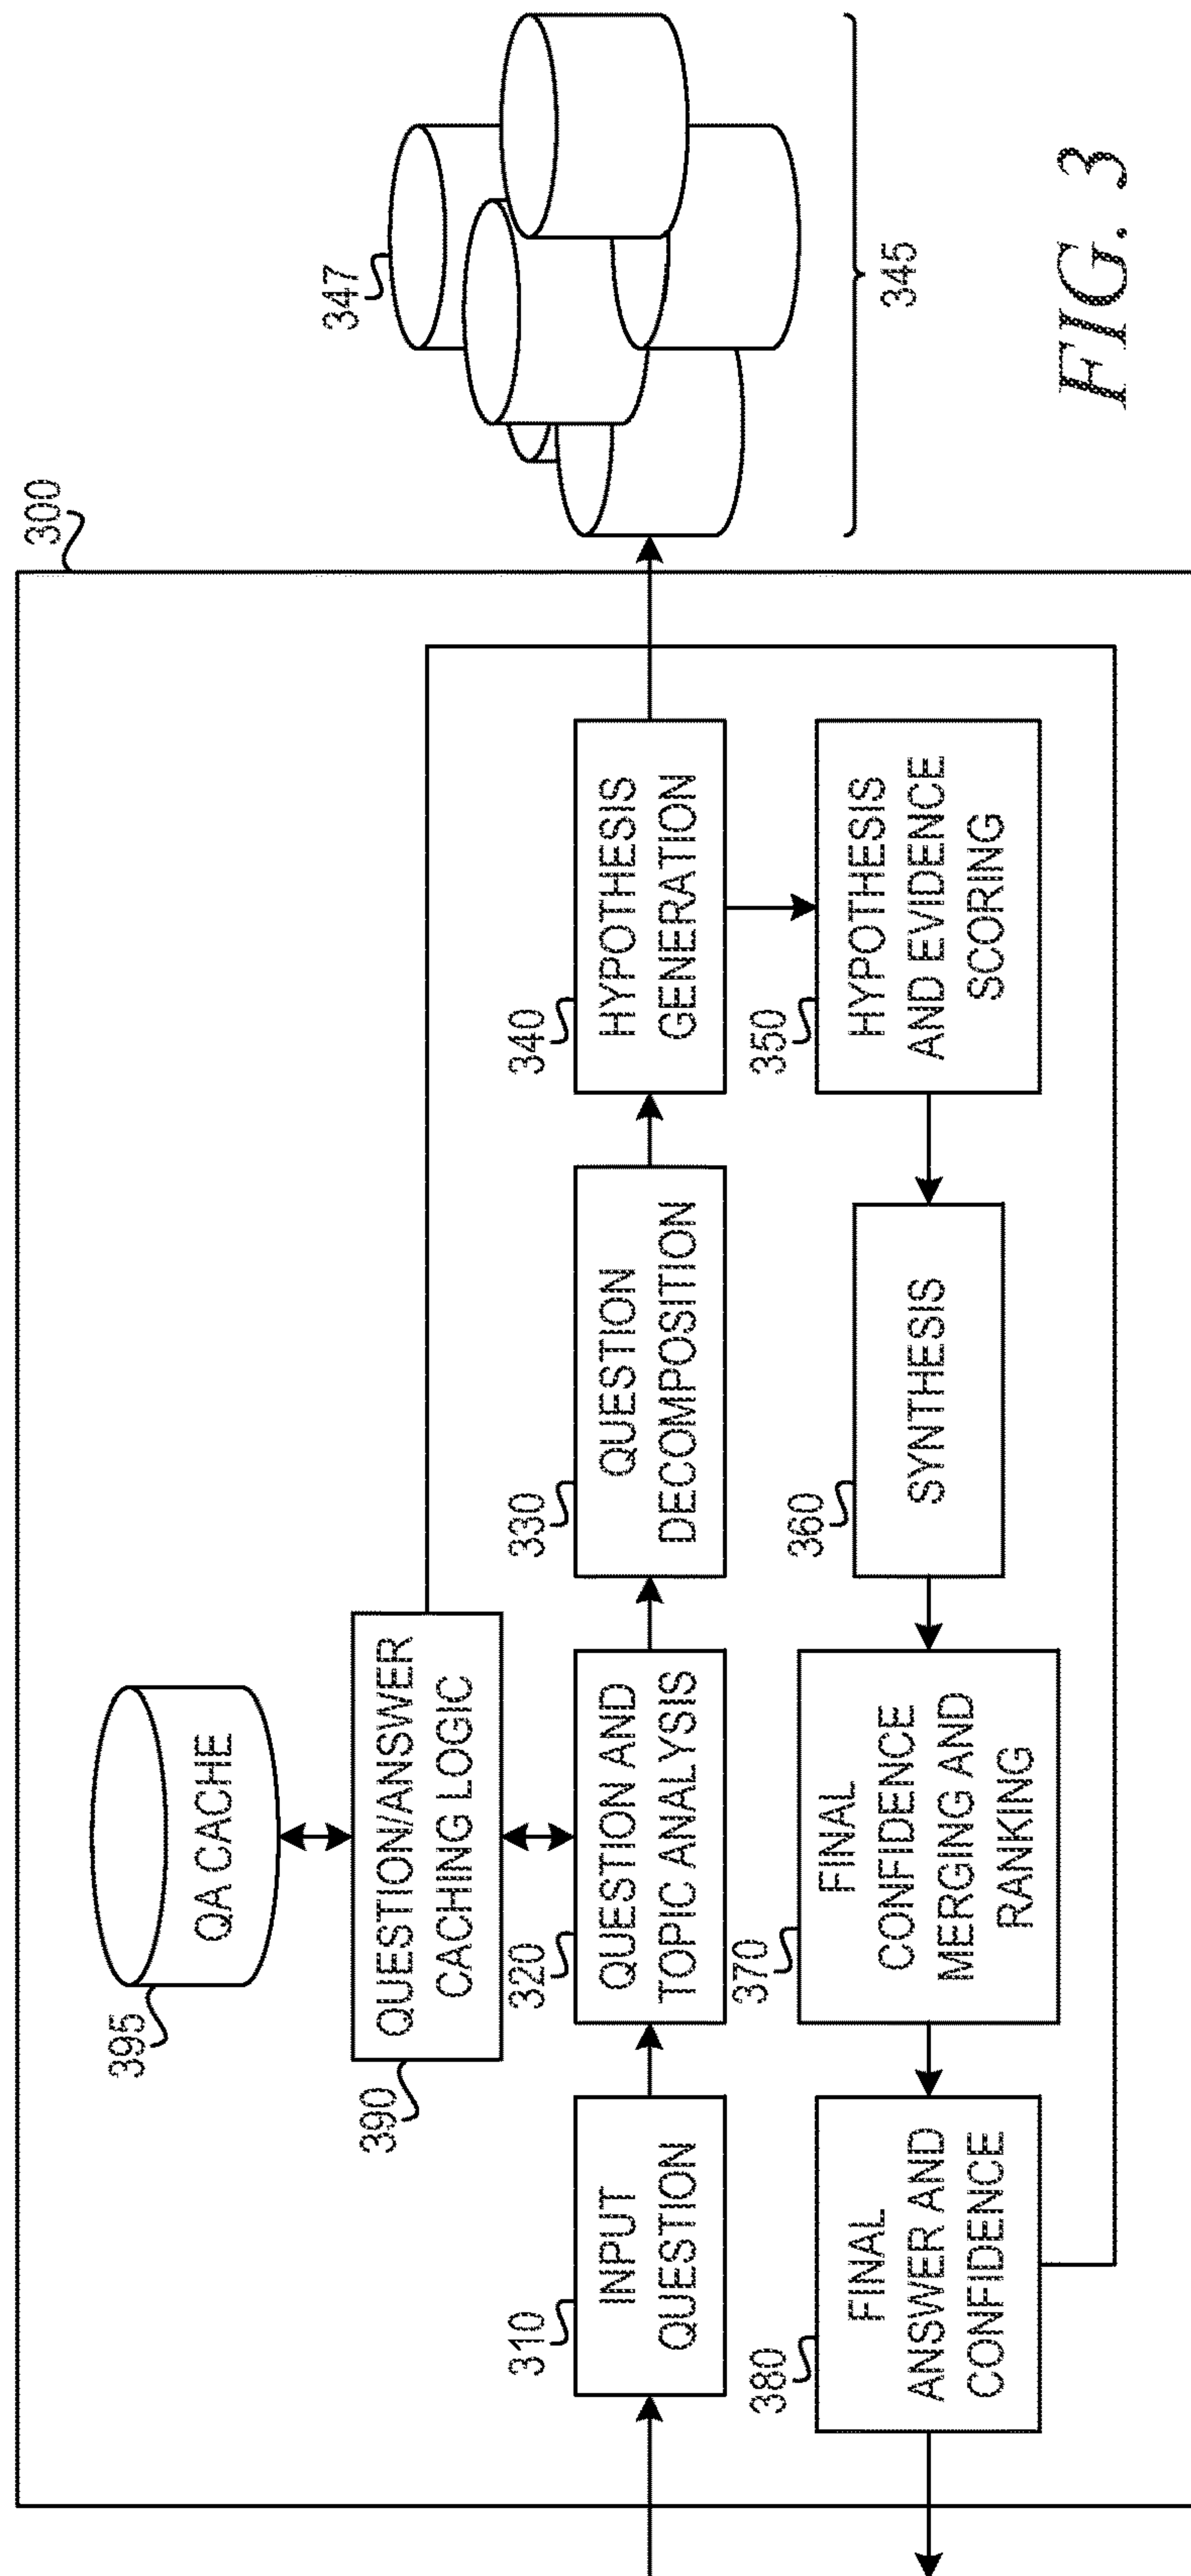 300
395
QA CACHE
390
QUESTION/ANSWER
CACHING LOGIC
347
345
310
INPUT
QUESTION
320
QUESTION AND
TOPIC ANALYSIS
330
QUESTION
DECOMPOSITION
340
HYPOTHESIS
GENERATION
380
FINAL
ANSWER AND
CONFIDENCE
370
FINAL
CONFIDENCE
MERGING AND
RANKING
360
SYNTHESIS
350
HYPOTHESIS
AND EVIDENCE
SCORING
FIG. 3